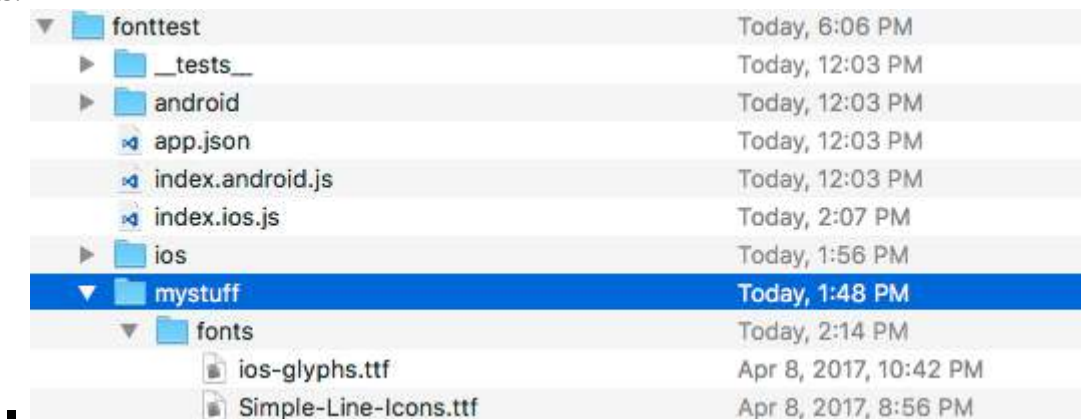 fonttest Today, 6:06 PM
__tests__ Today, 12:03 PM
android Today, 12:03 PM
app.json Today, 12:03 PM
index.android.js Today, 12:03 PM
index.ios.js Today, 2:07 PM
ios Today, 1:56 PM
mystuff Today, 1:48 PM
fonts Today, 2:14 PM
ios-glyphs.ttf Apr 8, 2017, 10:42 PM
Simple-Line-Icons.ttf Apr 8, 2017, 8:56 PM